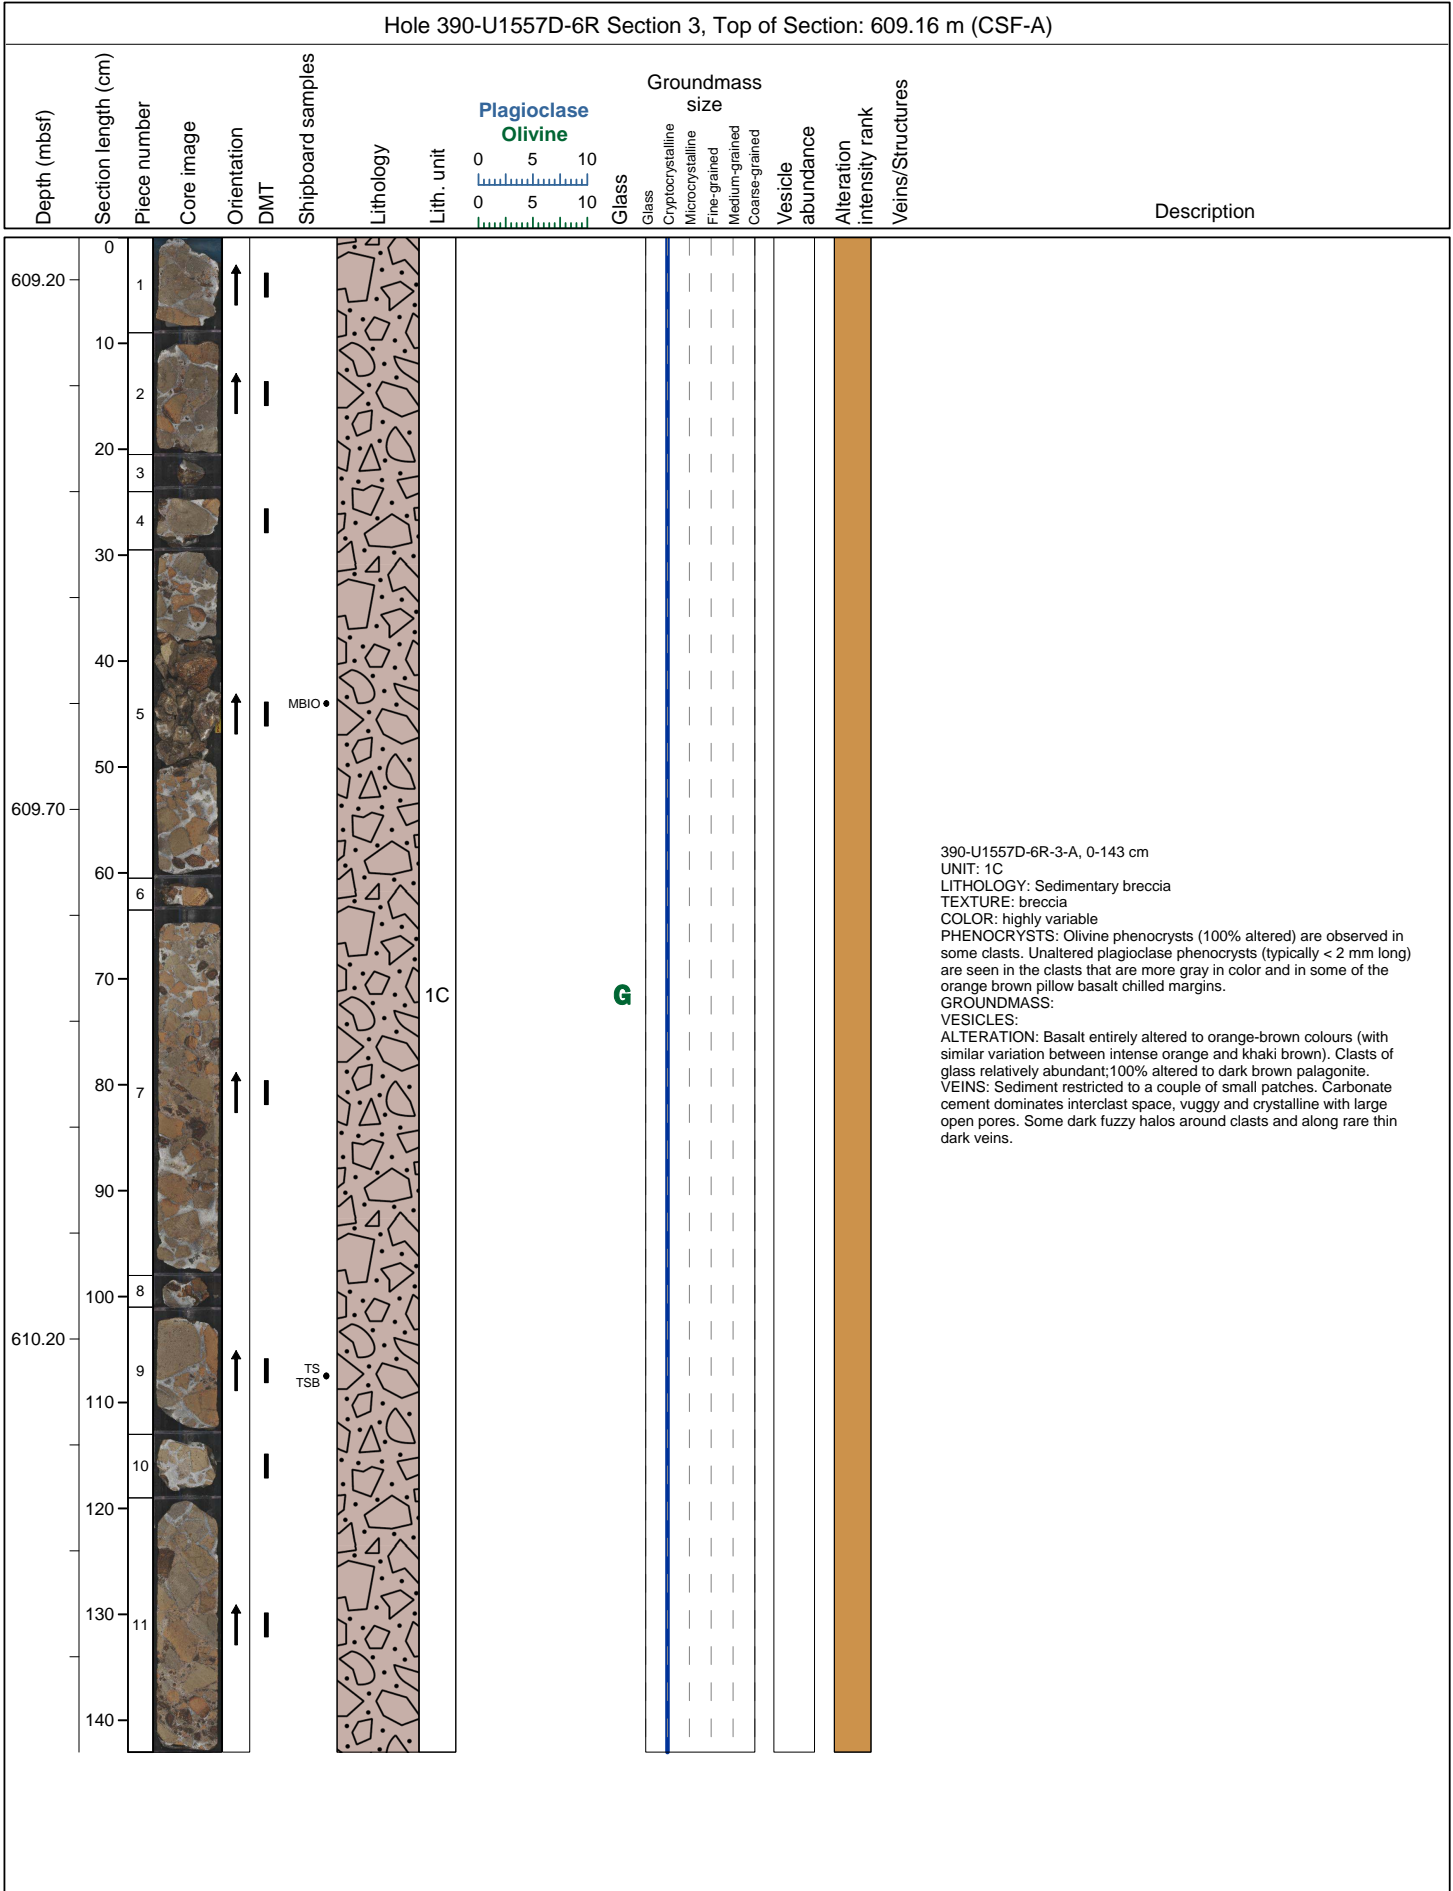 Hole 390-U1557D-6R Section 3, Top of Section: 609.16 m (CSF-A)
Depth (mbsf)
Section length (cm)
Piece number
Core image
Orientation
DMT
Shipboard samples
Lithology
Lith. unit
Plagioclase
Olivine
0 5 10
0 5 10
Glass
Groundmass
size
Glass
Cryptocrystalline
Microcrystalline
Fine-grained
Medium-grained
Coarse-grained
Vesicle
abundance
Alteration
intensity rank
Veins/Structures
Description
0
609.20
1
10
2
20
3
4
30
40
MBIO
5
50
609.70
60
6
70
1C
G
80
7
90
8
100
610.20
9
TS
TSB
110
10
120
130
11
140
390-U1557D-6R-3-A, 0-143 cm
UNIT: 1C
LITHOLOGY: Sedimentary breccia
TEXTURE: breccia
COLOR: highly variable
PHENOCRYSTS: Olivine phenocrysts (100% altered) are observed in
some clasts. Unaltered plagioclase phenocrysts (typically < 2 mm long)
are seen in the clasts that are more gray in color and in some of the
orange brown pillow basalt chilled margins.
GROUNDMASS:
VESICLES:
ALTERATION: Basalt entirely altered to orange-brown colours (with
similar variation between intense orange and khaki brown). Clasts of
glass relatively abundant;100% altered to dark brown palagonite.
VEINS: Sediment restricted to a couple of small patches. Carbonate
cement dominates interclast space, vuggy and crystalline with large
open pores. Some dark fuzzy halos around clasts and along rare thin
dark veins.